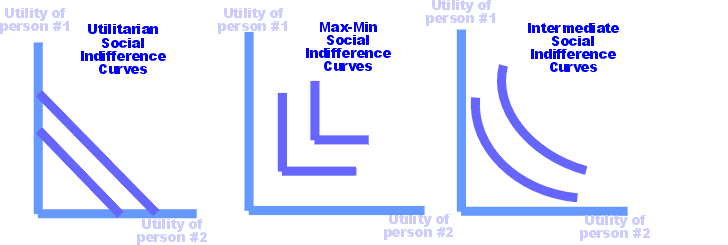 Utility of
person #1
Utilitarian
Social
Indifference
Curves
Utility of
person #2
Utility of
person #1
Max-Min
Social
Indifference
Curves
Utility of
person #2
Utility of
person #1
Intermediate
Social
Indifference
Curves
Utility of
person #2